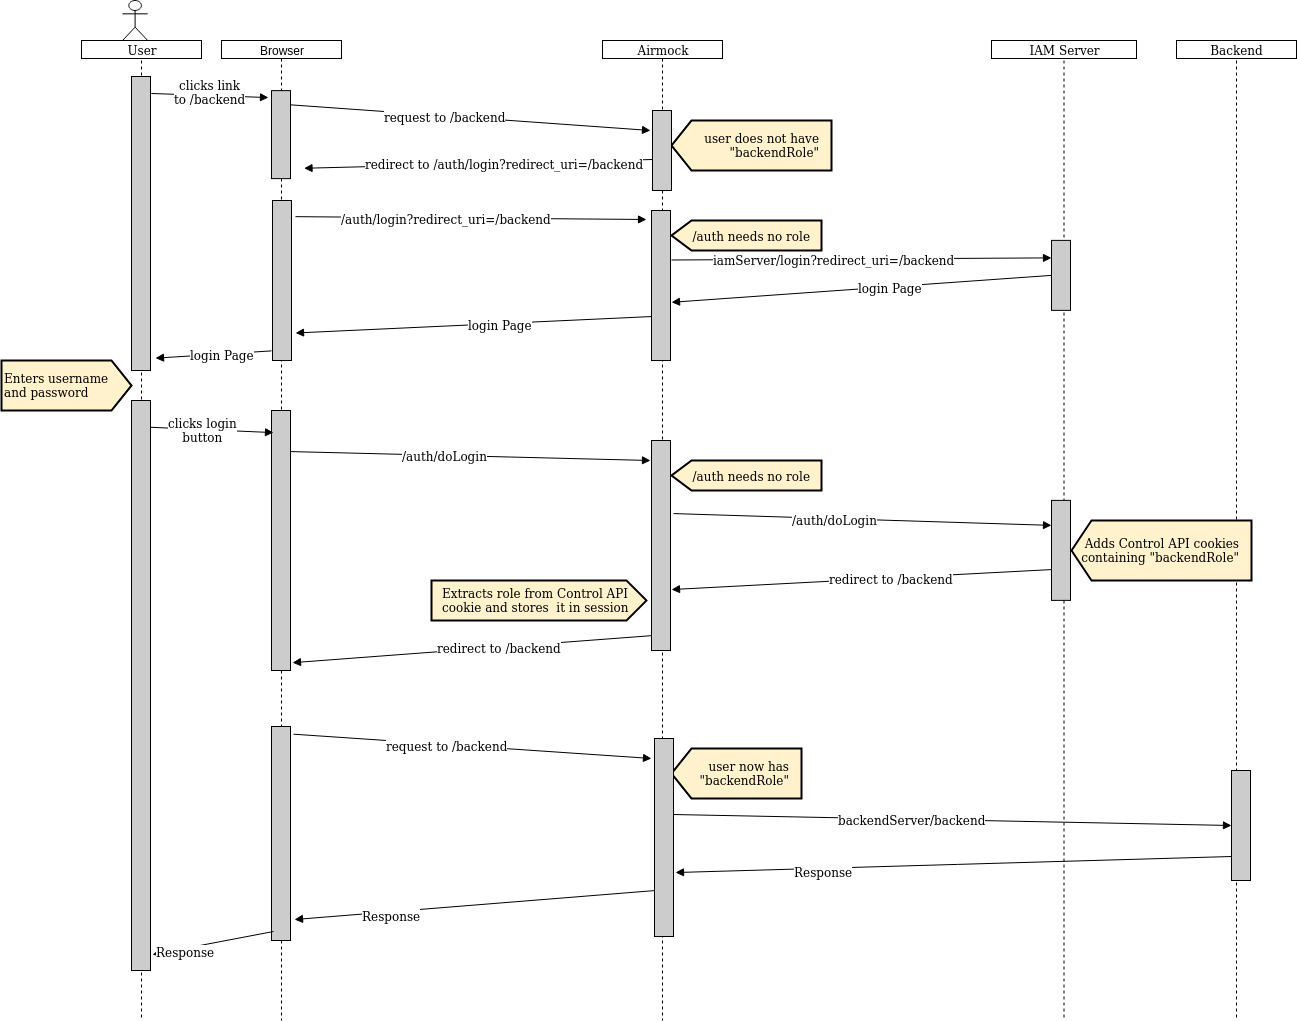 User
Browser
Airmock
IAM Server
Backend
clicks link
to /backend
request to /backend
user does not have
"backendRole"
redirect to /auth/login?redirect_uri=/backend
/auth/login?redirect_uri=/backend
/auth needs no role
iamServer/login?redirect_uri=/backend
login Page
login Page
login Page
Enters username
and password
clicks login
button
/auth/doLogin
/auth needs no role
/auth/doLogin
Adds Control API cookies
containing "backendRole"
redirect to /backend
Extracts role from Control API
cookie and stores  it in session
redirect to /backend
request to /backend
user now has
"backendRole"
backendServer/backend
Response
Response
Response